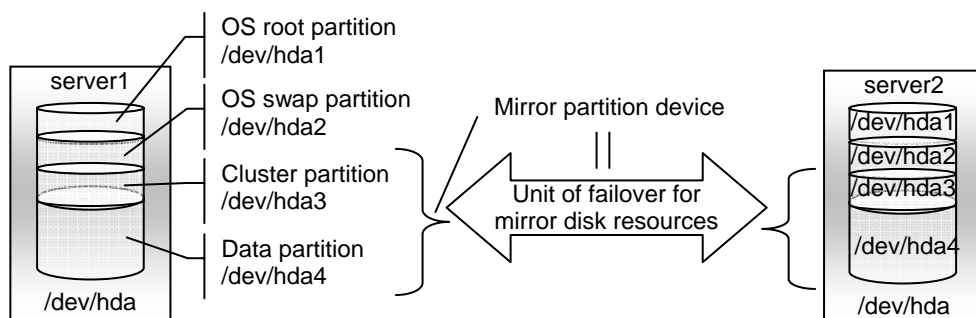 OS root partition
/dev/hda1
server1
OS swap partition
/dev/hda2
Cluster partition
/dev/hda3
Data partition
/dev/hda4
/dev/hda
Mirror partition device
Unit of failover for
mirror disk resources
server2
/dev/hda1
/dev/hda2
/dev/hda3
/dev/hda4
/dev/hda